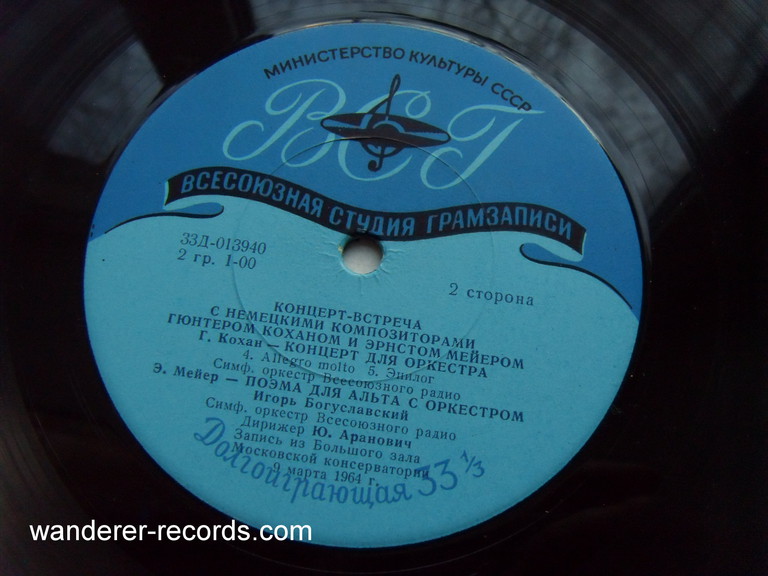 МИНИСТЕРСТВО КУЛЬТУРЫ СССР
ВСГ
ВСЕСОЮЗНАЯ СТУДИЯ ГРАМЗАПИСИ
33Д-013940
2 гр. 1-00
2 сторона
КОНЦЕРТ-ВСТРЕЧА
С НЕМЕЦКИМИ КОМПОЗИТОРАМИ
ГЮНТЕРОМ КОХАНОМ И ЭРНСТОМ МЕЙЕРОМ
Г. Кохан — КОНЦЕРТ ДЛЯ ОРКЕСТРА
4. Allegro molto 5. Эпилог
Симф. оркестр Всесоюзного радио
Э. Мейер — ПОЭМА ДЛЯ АЛЬТА С ОРКЕСТРОМ
Игорь Богуславский
Симф. оркестр Всесоюзного радио
Дирижер Ю. Аранович
Запись из Большого зала
Московской консерватории
9 марта 1964 г.
Долгоиграющая 33 1/3
wanderer-records.com